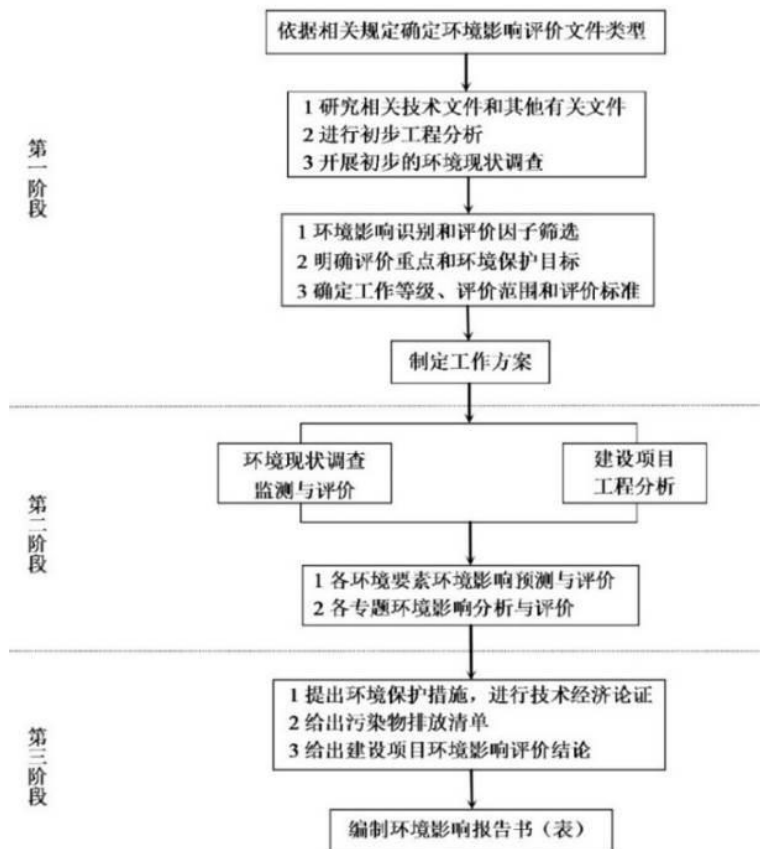 依据相关规定确定环境影响评价文件类型
第一阶段
1 研究相关技术文件和其他有关文件
2 进行初步工程分析
3 开展初步的环境现状调查
1 环境影响识别和评价因子筛选
2 明确评价重点和环境保护目标
3 确定工作等级、评价范围和评价标准
制定工作方案
第二阶段
环境现状调查
监测与评价
建设项目
工程分析
1 各环境要素环境影响预测与评价
2 各专题环境影响分析与评价
第三阶段
1 提出环境保护措施，进行技术经济论证
2 给出污染物排放清单
3 给出建设项目环境影响评价结论
编制环境影响报告书（表）